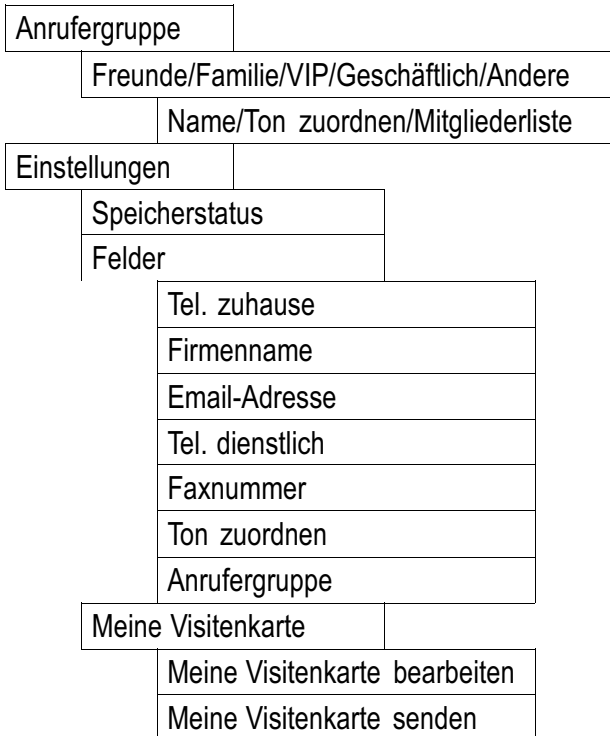 Anrufergruppe
Freunde/Familie/VIP/Geschäftlich/Andere
Name/Ton zuordnen/Mitgliederliste
Einstellungen
Speicherstatus
Felder
Tel. zuhause
Firmenname
Email-Adresse
Tel. dienstlich
Faxnummer
Ton zuordnen
Anrufergruppe
Meine Visitenkarte
Meine Visitenkarte bearbeiten
Meine Visitenkarte senden